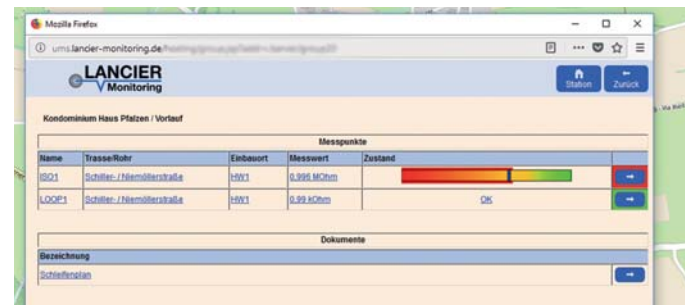 Mozilla Firefox
ums.lancier-monitoring.de/
LANCIER
Monitoring
Station
Zurück
Kondominium Haus Pfalzen / Vorlauf
Messpunkte
Name Trasse/Rohr Einbauort Messwert Zustand
ISO1 Schiller- / Niemöllerstraße HW1 0.995 MOhm
LOOP1 Schiller- / Niemöllerstraße HW1 0.99 kOhm OK
Dokumente
Bezeichnung
Schleifenplan